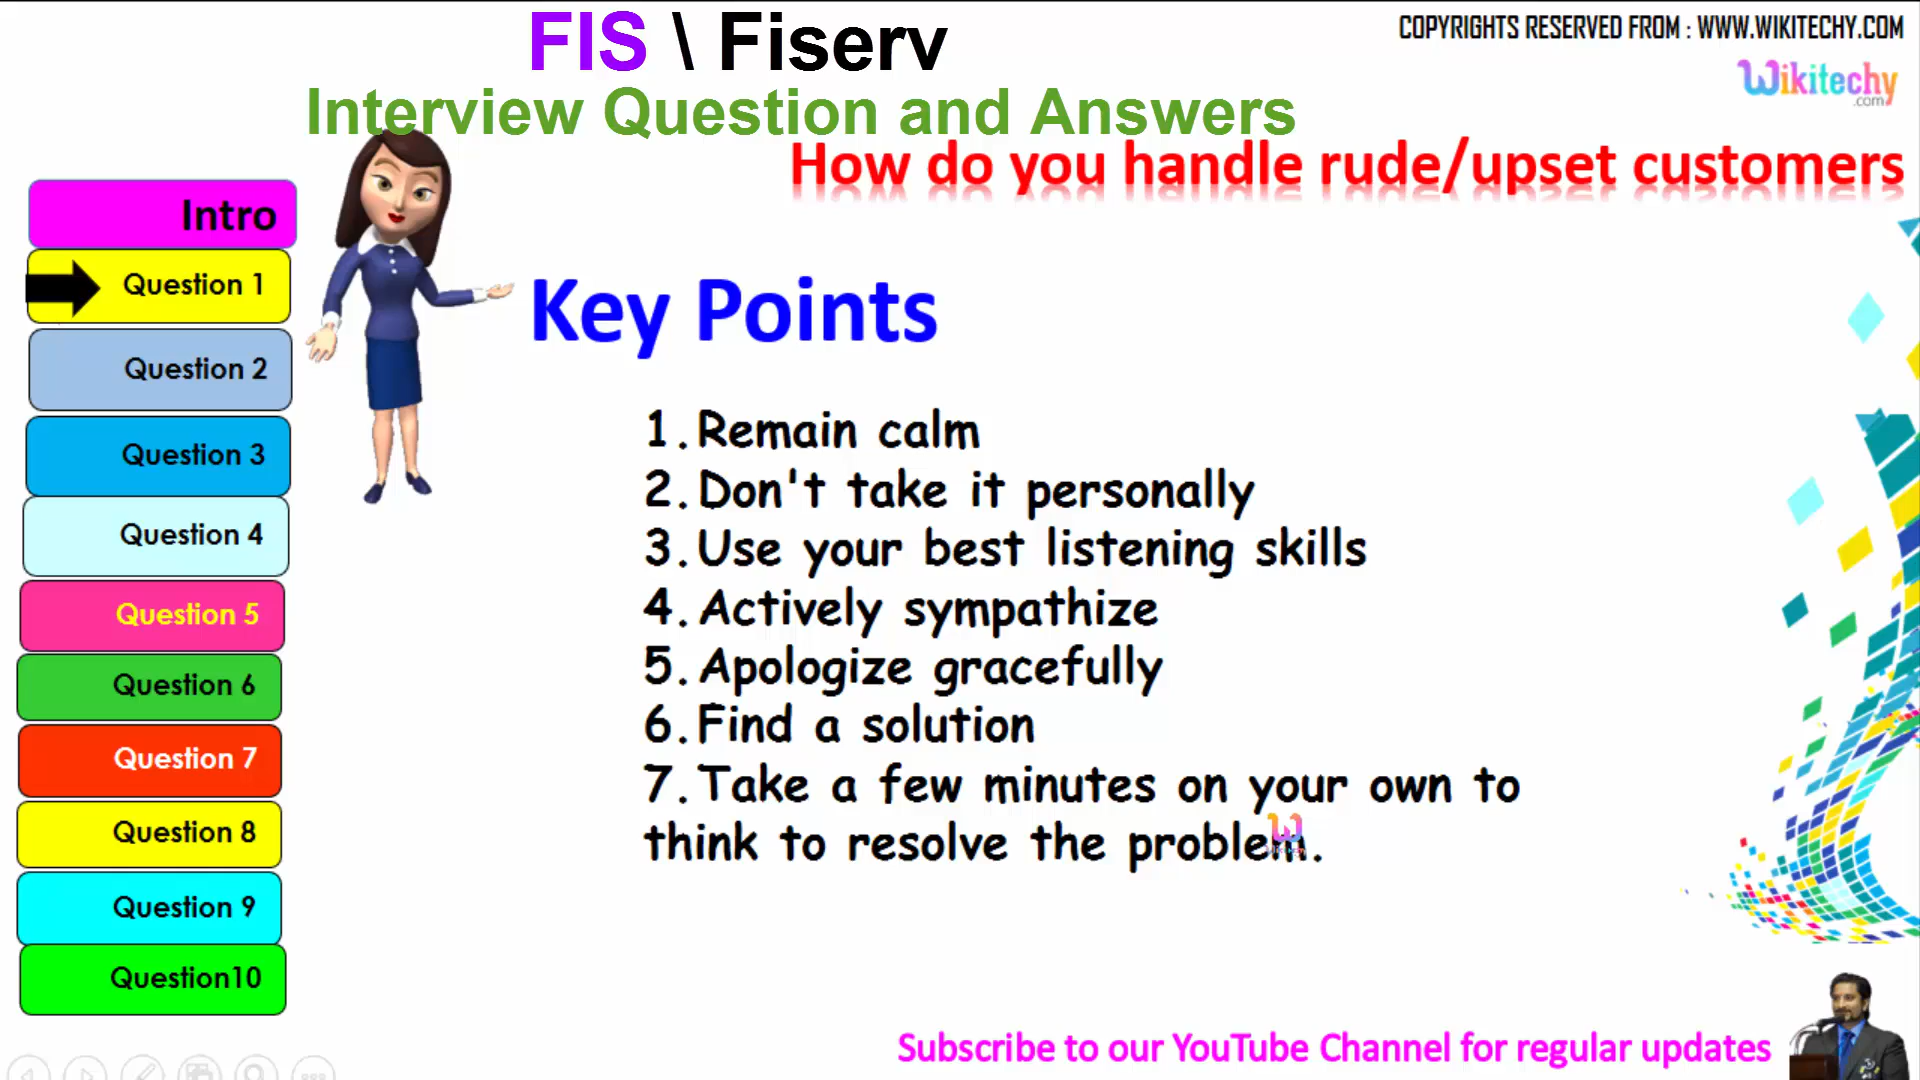 FIS \ Fiserv
COPYRIGHTS RESERVED FROM : WWW.WIKITECHY.COM
Wikitechy
.com
Interview Question and Answers
How do you handle rude/upset customers
Intro
Question 1
Question 2
Question 3
Question 4
Question 5
Question 6
Question 7
Question 8
Question 9
Question10
Key Points
1. Remain calm
2. Don't take it personally
3. Use your best listening skills
4. Actively sympathize
5. Apologize gracefully
6. Find a solution
7. Take a few minutes on your own to
think to resolve the problem.
Subscribe to our YouTube Channel for regular updates